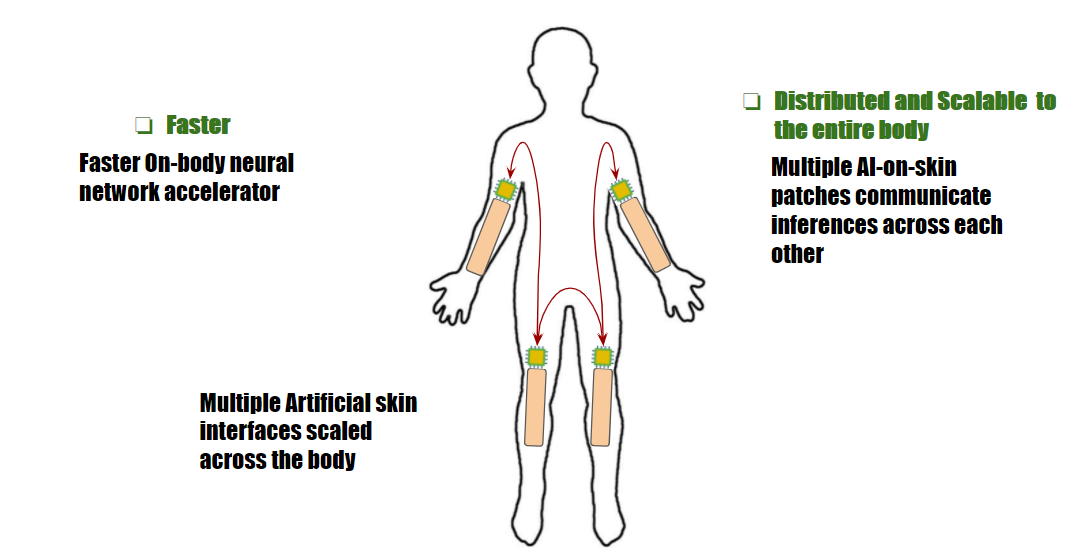 Faster
Faster On-body neural
network accelerator
Distributed and Scalable to
the entire body
Multiple AI-on-skin
patches communicate
inferences across each
other
Multiple Artificial skin
interfaces scaled
across the body